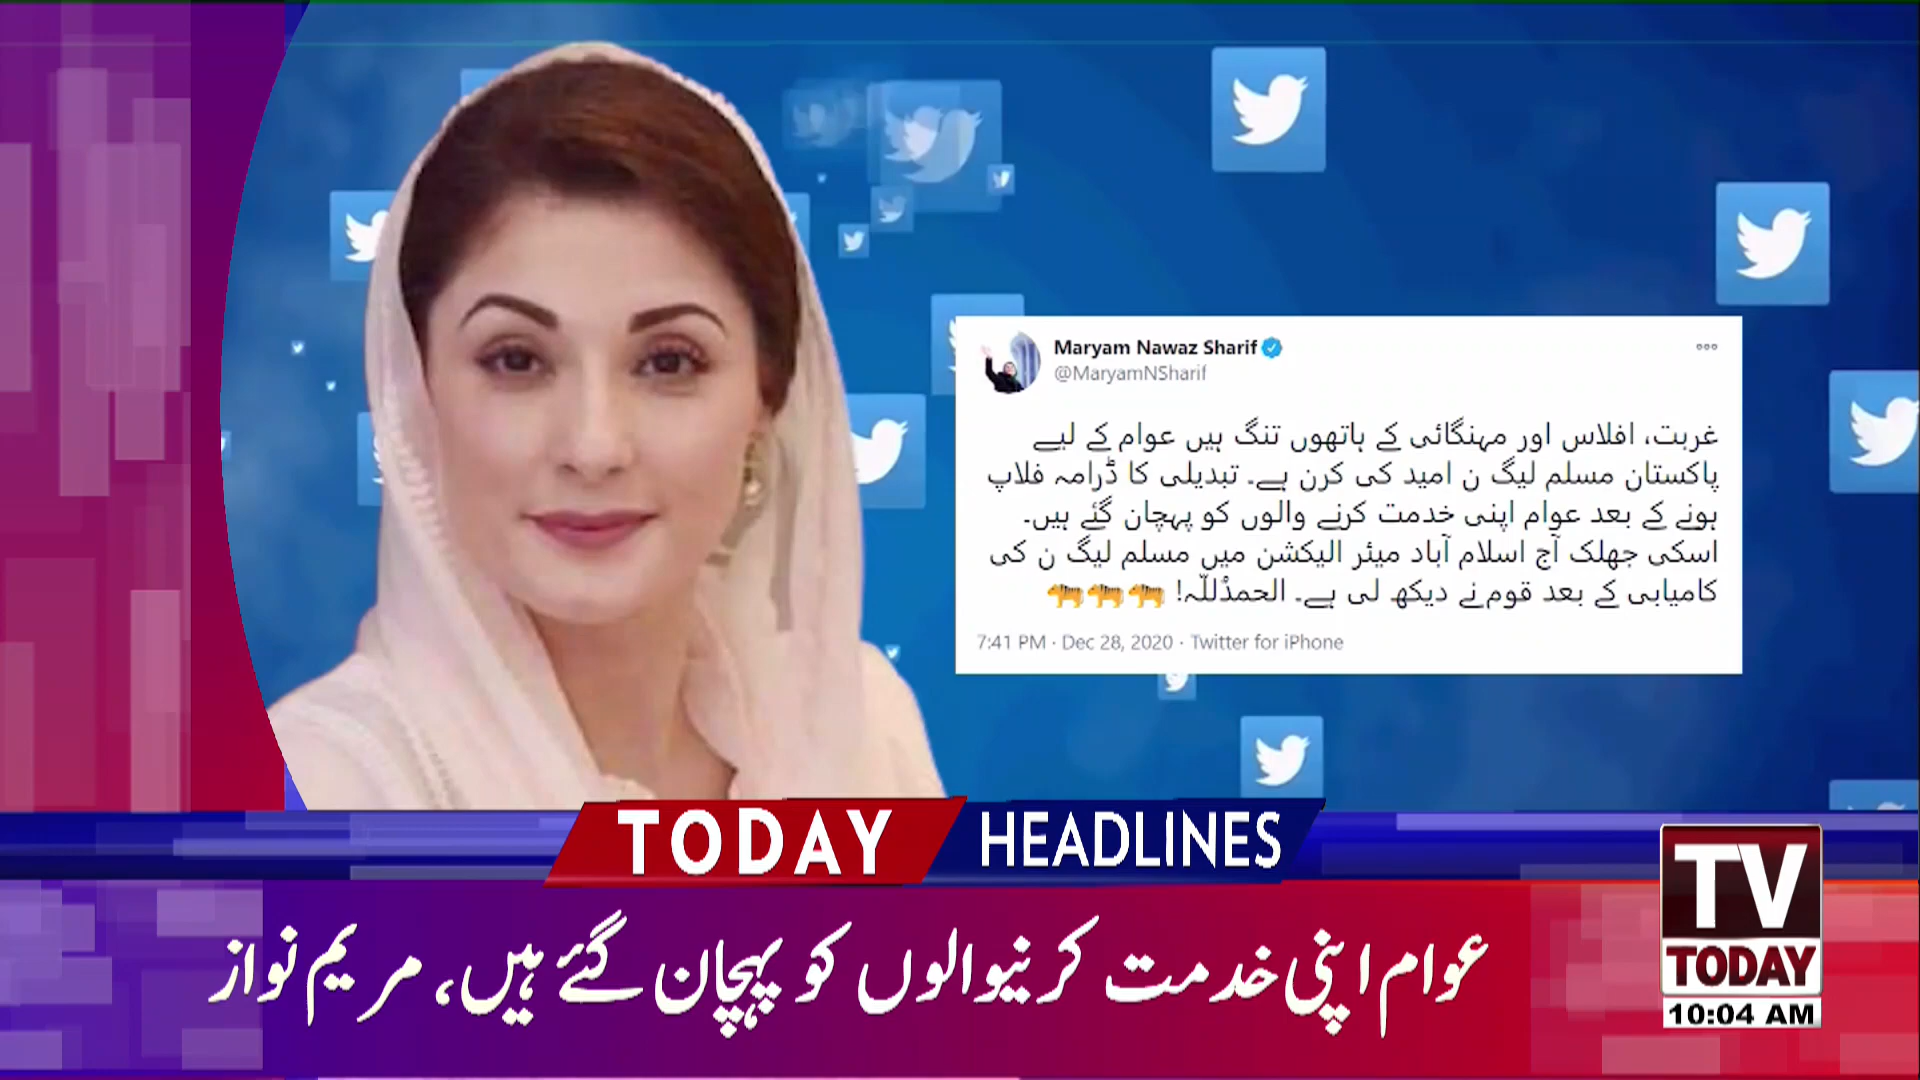 Maryam Nawaz Sharif
@MaryamNSharif
غربت، افلاس اور مہنگائی کے ہاتھوں تنگ ہیں عوام کے لیے
پاکستان مسلم لیگ ن امید کی کرن ہے۔ تبدیلی کا ڈرامہ فلاپ
ہونے کے بعد عوام اپنی خدمت کرنے والوں کو پہچان گئے ہیں۔
اسکی جھلک آج اسلام آباد میئر الیکشن میں مسلم لیگ ن کی
کامیابی کے بعد قوم نے دیکھ لی ہے۔ الحمدُللّہ! 🐅🐅🐅
7:41 PM · Dec 28, 2020 · Twitter for iPhone
TODAY HEADLINES
عوام اپنی خدمت کرنیوالوں کو پہچان گئے ہیں، مریم نواز
TV
TODAY
10:04 AM